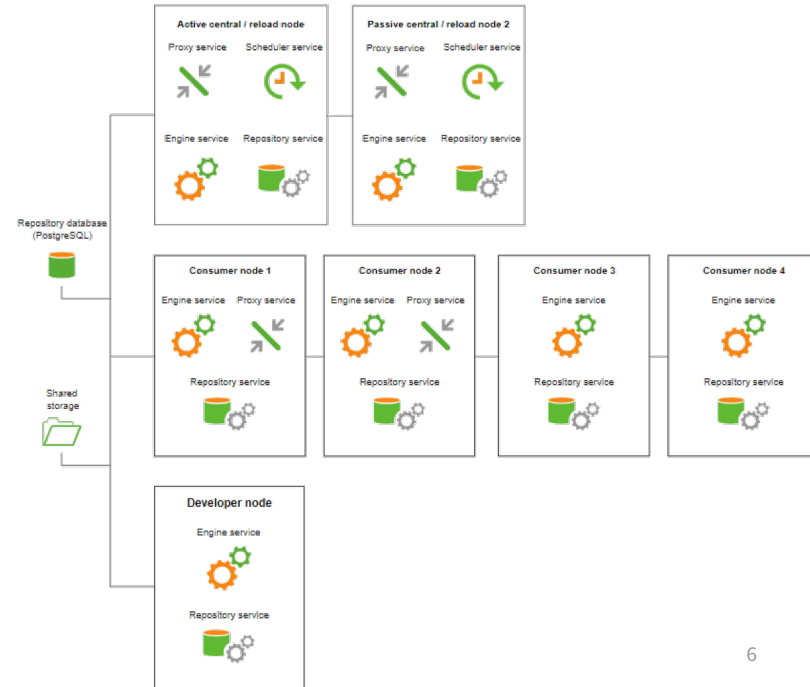 Active central / reload node
Passive central / reload node 2
Proxy service
Scheduler service
Proxy service
Scheduler service
Engine service
Repository service
Engine service
Repository service
Repository database
(PostgreSQL)
Consumer node 1
Consumer node 2
Consumer node 3
Consumer node 4
Engine service
Proxy service
Engine service
Proxy service
Engine service
Engine service
Repository service
Repository service
Repository service
Repository service
Shared
storage
Developer node
Engine service
Repository service
6